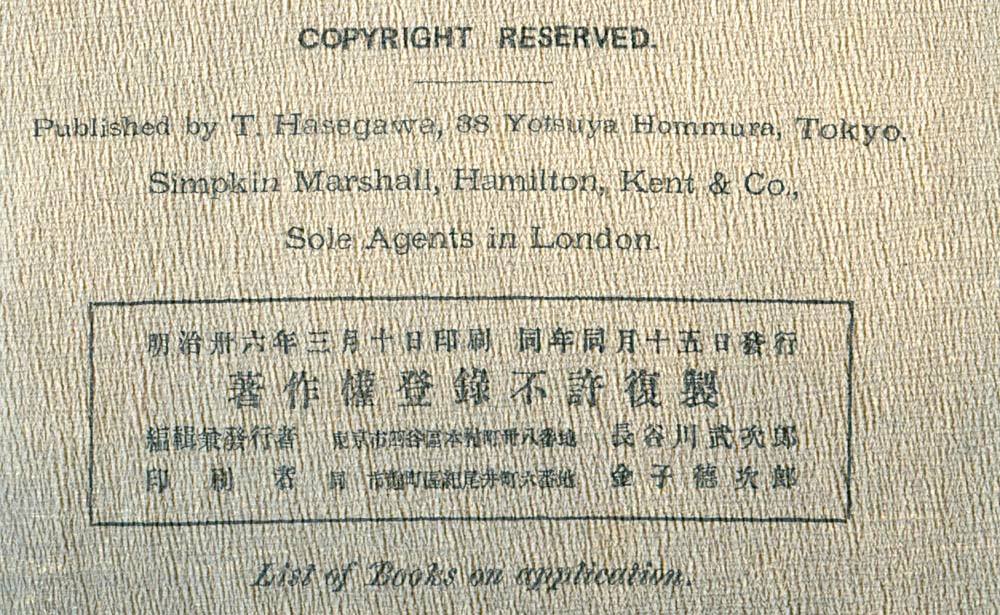 COPYRIGHT RESERVED.
Published by T. Hasegawa, 38 Yotsuya Hommura, Tokyo.
Simpkin Marshall, Hamilton, Kent & Co.,
Sole Agents in London.
明治卅六年三月十日印刷 同年同月十五日發行
著作權登錄不許復製
編輯兼發行者 東京市四谷區本村町卅八番地 長谷川武次郎
印刷者 同市麴町區紀尾井町六番地 金子德次郎
List of Books on application.